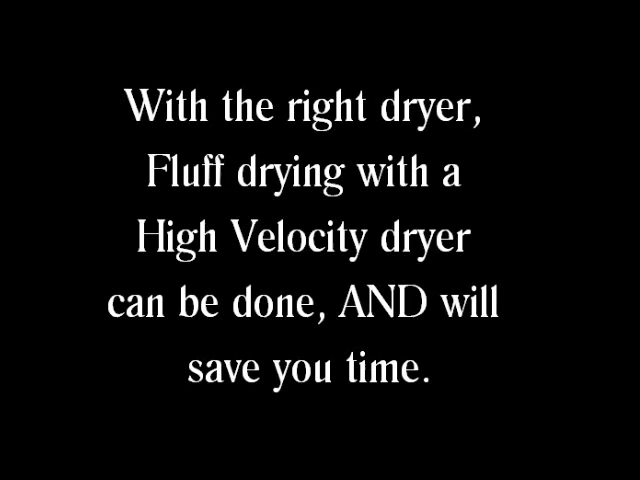 With the right dryer,
Fluff drying with a
High Velocity dryer
can be done, AND will
save you time.